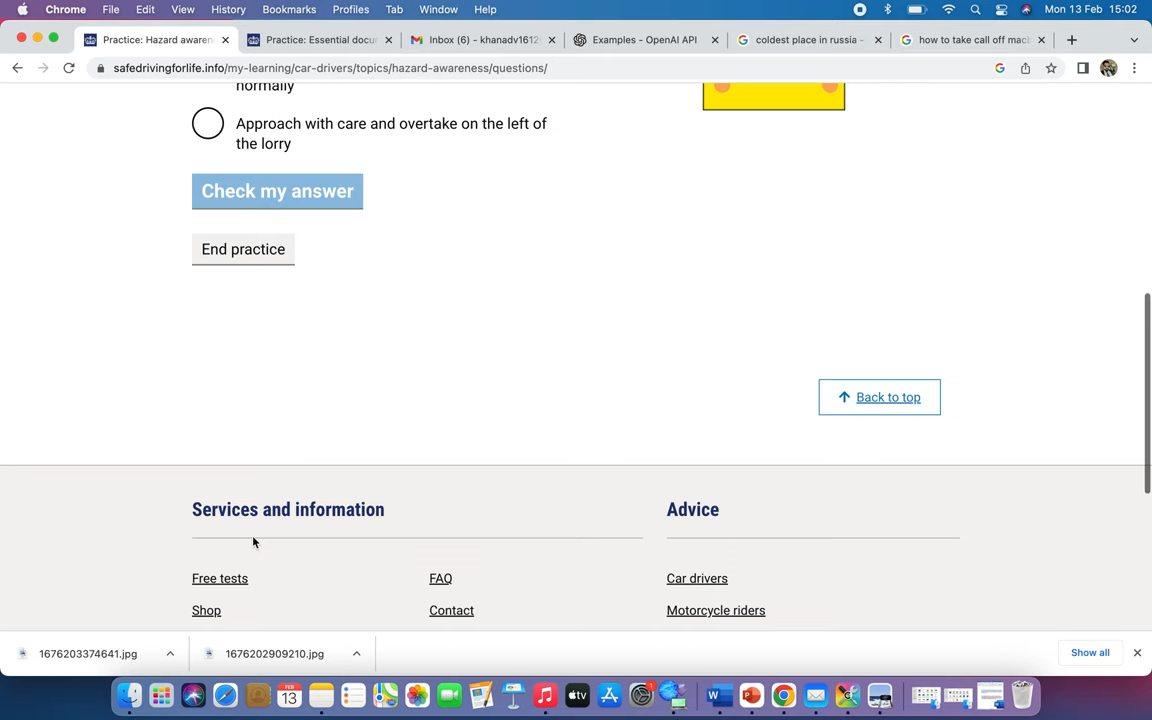 Chrome File Edit View History Bookmarks Profiles Tab Window Help Mon 13 Feb 15:02
Practice: Hazard awaren Practice: Essential docu Inbox (6) - khanadv1612 Examples - OpenAI API coldest place in russia - how to take call off mac
safedrivingforlife.info/my-learning/car-drivers/topics/hazard-awareness/questions/
normally
Approach with care and overtake on the left of
the lorry
Check my answer
End practice
Back to top
Services and information Advice
Free tests FAQ Car drivers
Shop Contact Motorcycle riders
1676203374641.jpg 1676202909210.jpg Show all
FEB
13
tv
1